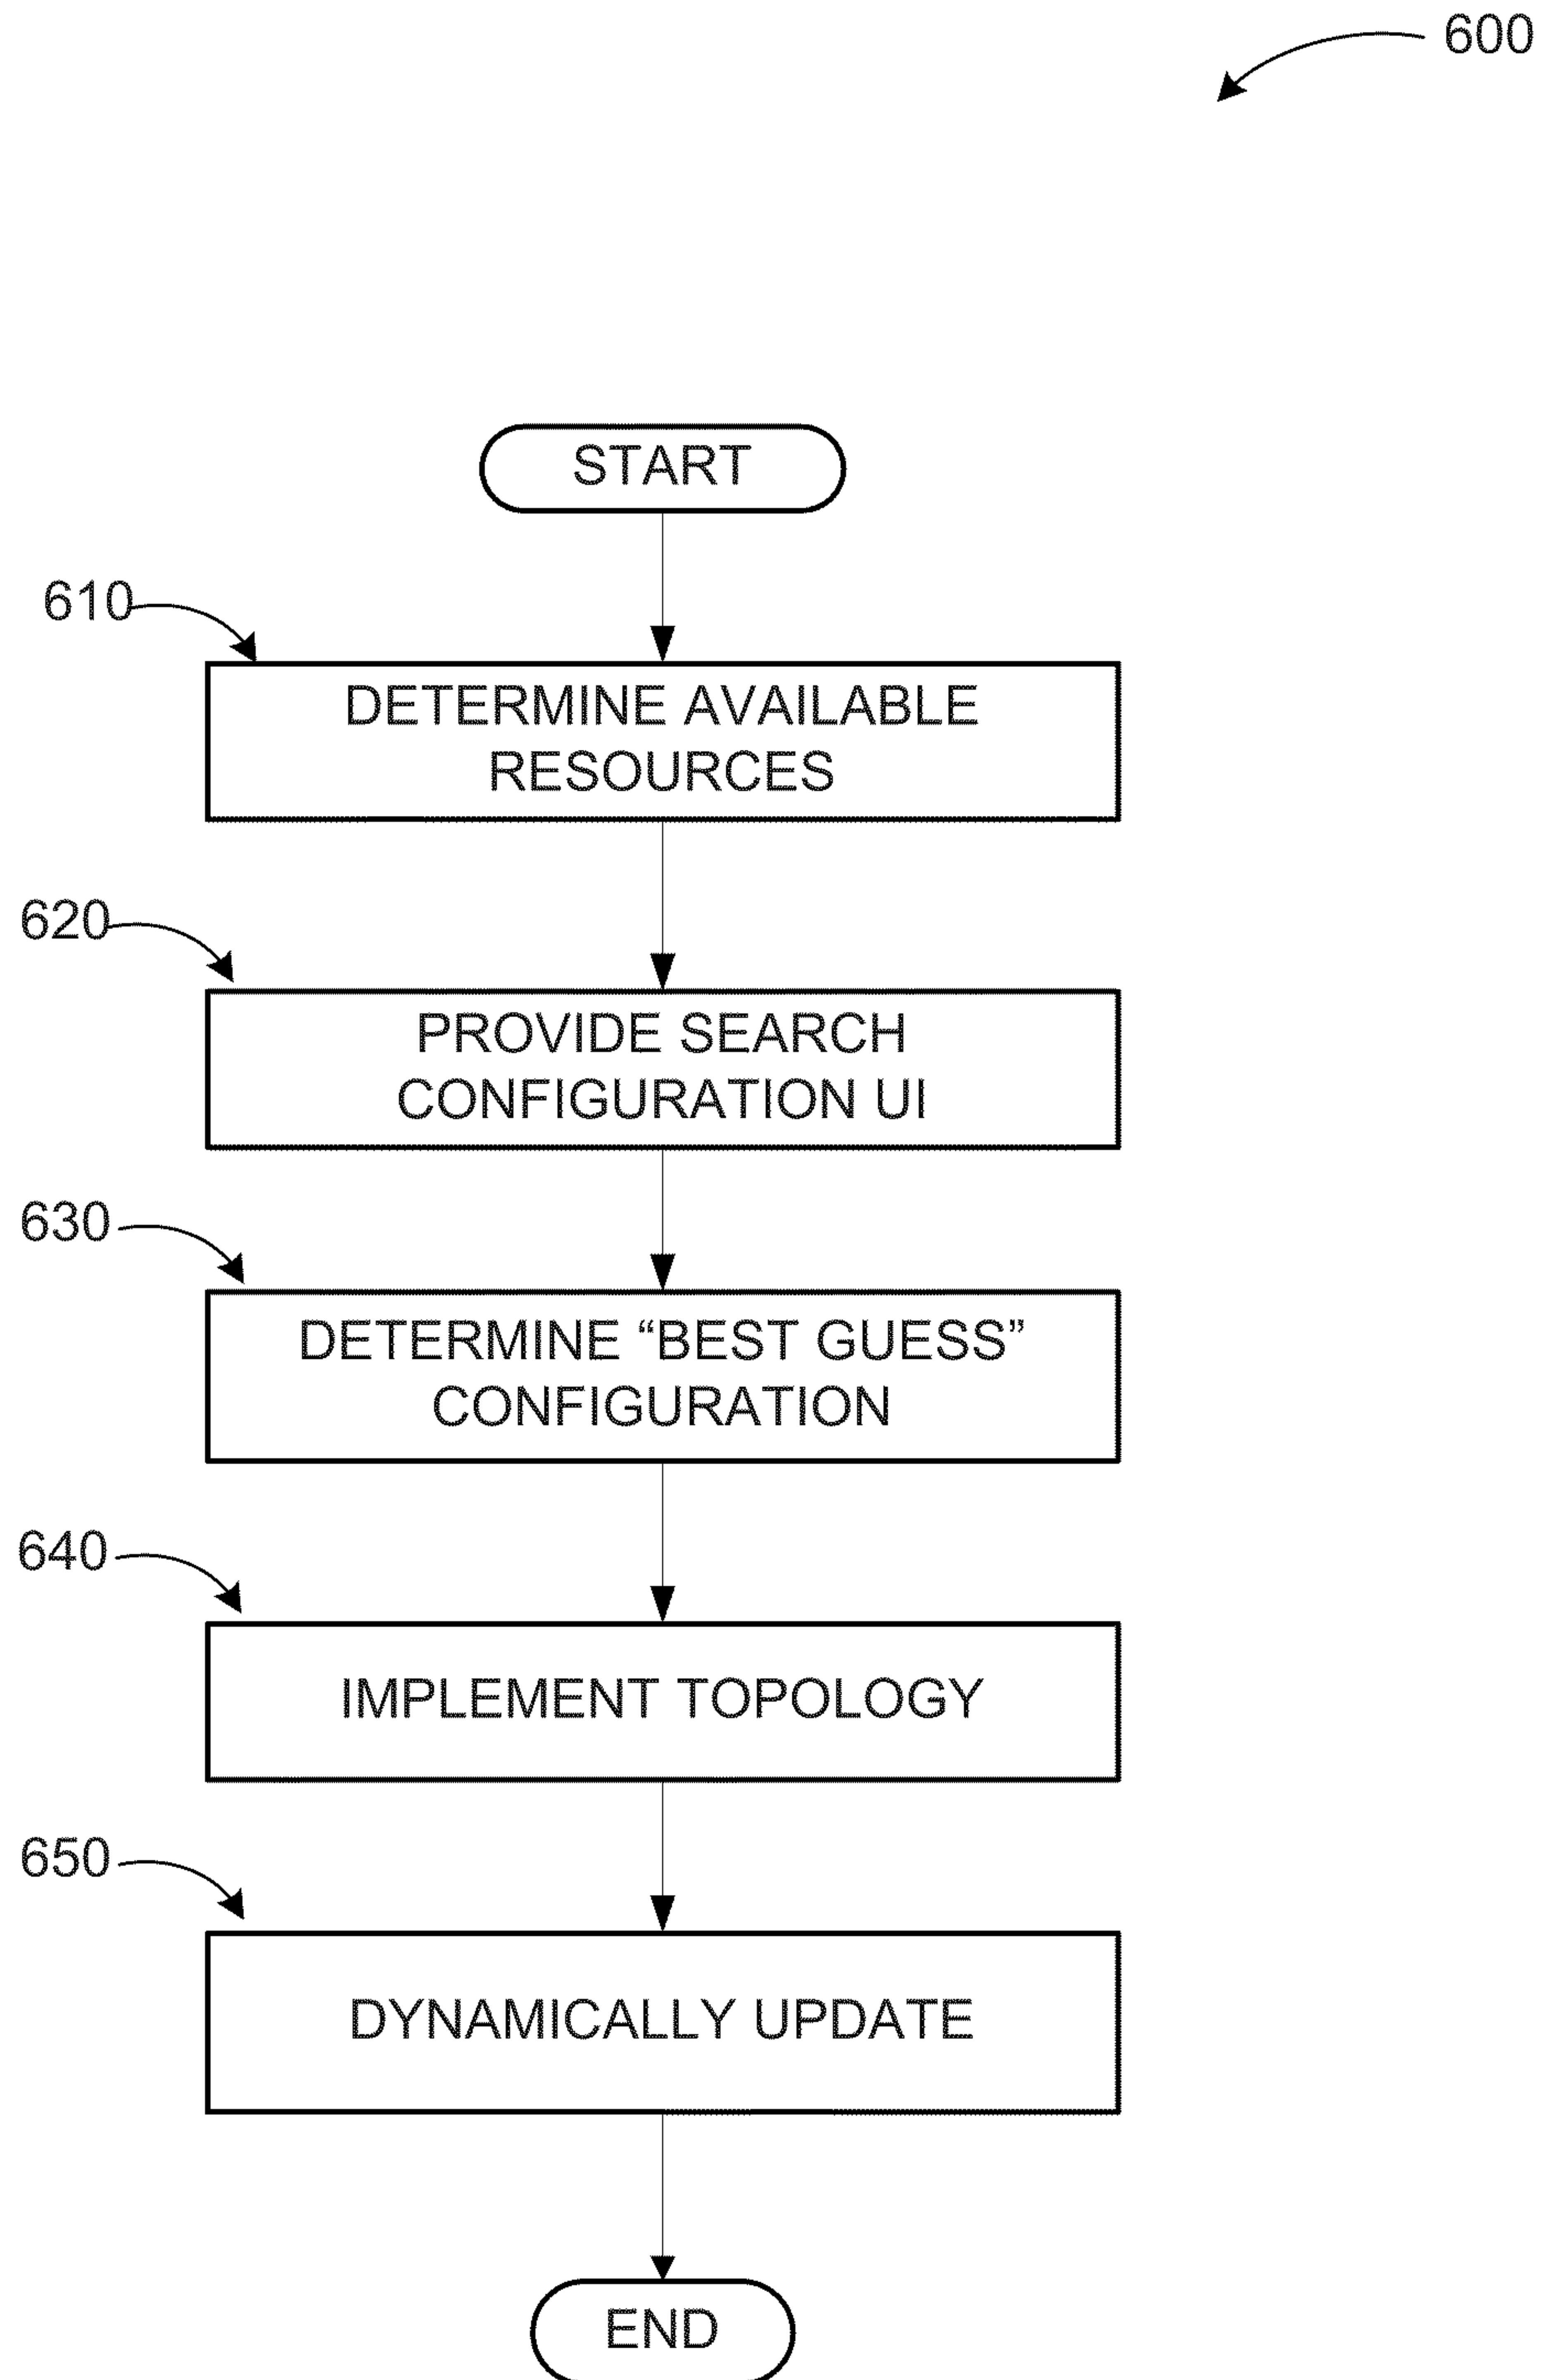 600
START
610
DETERMINE AVAILABLE
RESOURCES
620
PROVIDE SEARCH
CONFIGURATION UI
630
DETERMINE “BEST GUESS”
CONFIGURATION
640
IMPLEMENT TOPOLOGY
650
DYNAMICALLY UPDATE
END